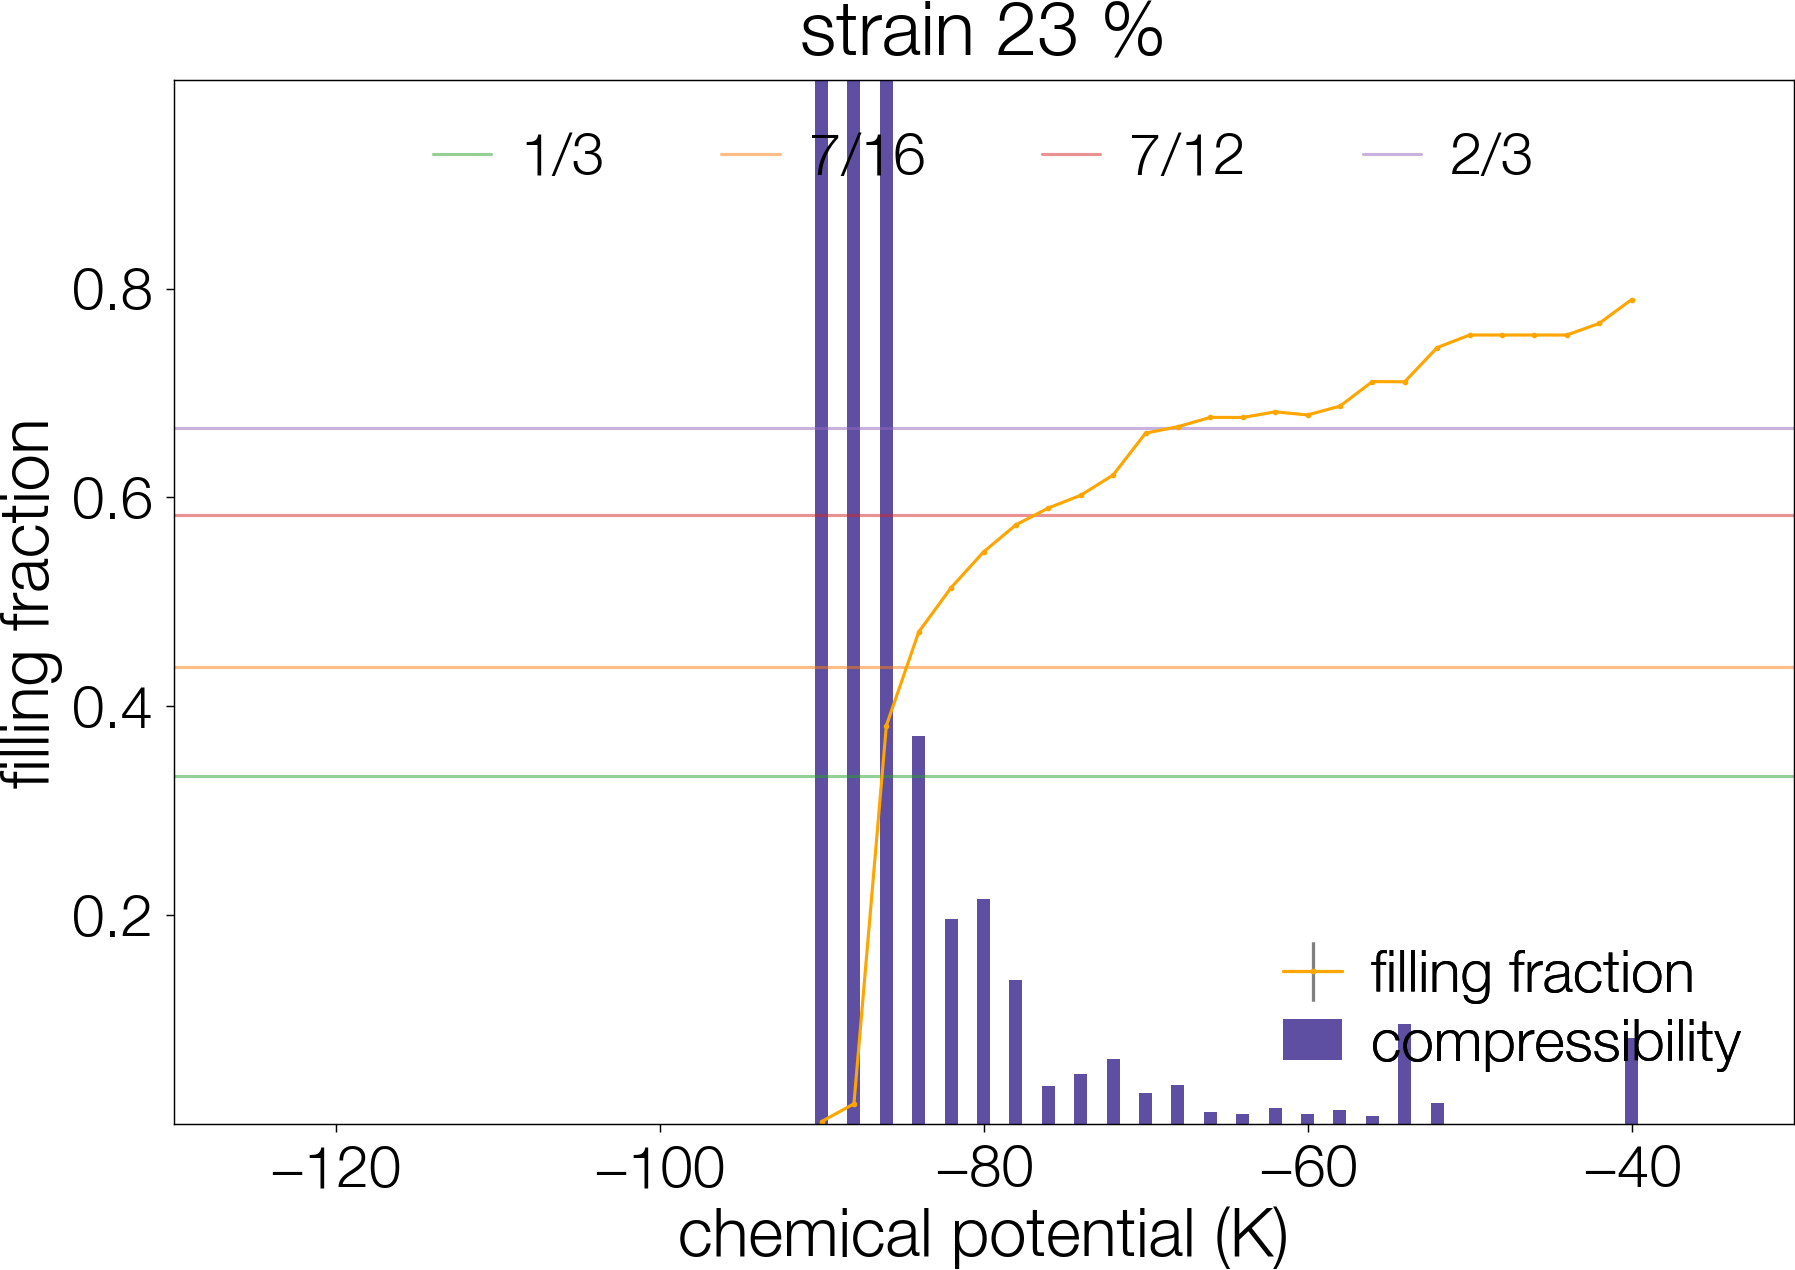 strain 23 %
1/3 7/16 7/12 2/3
0.8
0.6
0.4
0.2
filling fraction
filling fraction
compressibility
−120 −100 −80 −60 −40
chemical potential (K)